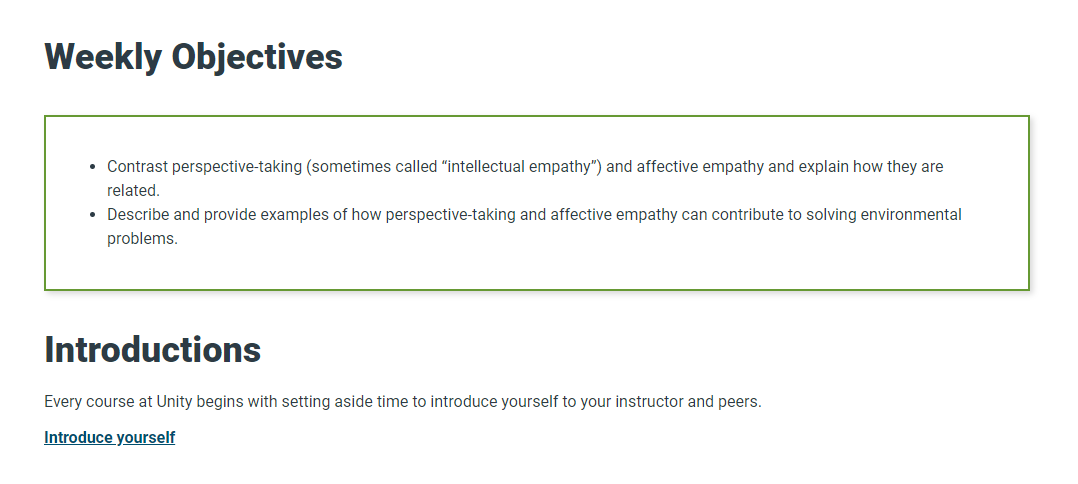 Weekly Objectives
• Contrast perspective-taking (sometimes called “intellectual empathy”) and affective empathy and explain how they are
related.
• Describe and provide examples of how perspective-taking and affective empathy can contribute to solving environmental
problems.
Introductions
Every course at Unity begins with setting aside time to introduce yourself to your instructor and peers.
Introduce yourself